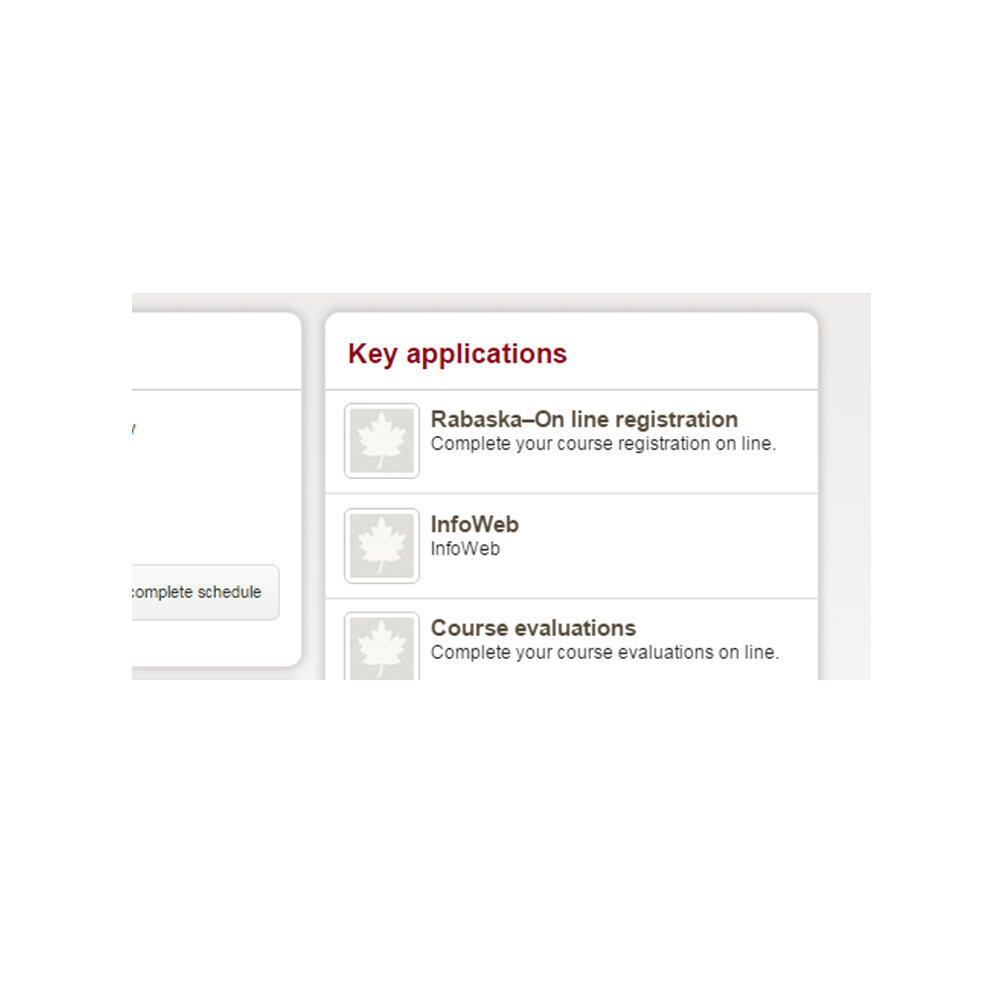 Key applications
Rabaska–On line registration
Complete your course registration on line.
InfoWeb
InfoWeb
complete schedule
Course evaluations
Complete your course evaluations on line.